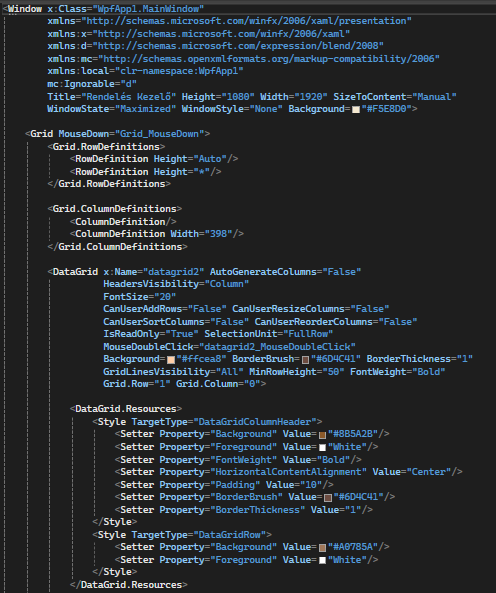 <Window x:Class="WpfApp1.MainWindow"
xmlns="http://schemas.microsoft.com/winfx/2006/xaml/presentation"
xmlns:x="http://schemas.microsoft.com/winfx/2006/xaml"
xmlns:d="http://schemas.microsoft.com/expression/blend/2008"
xmlns:mc="http://schemas.openxmlformats.org/markup-compatibility/2006"
xmlns:local="clr-namespace:WpfApp1"
mc:Ignorable="d"
Title="Rendelés Kezelő" Height="1080" Width="1920" SizeToContent="Manual"
WindowState="Maximized" WindowStyle="None" Background="#F5E8D0">
<Grid MouseDown="Grid_MouseDown">
<Grid.RowDefinitions>
<RowDefinition Height="Auto"/>
<RowDefinition Height="*"/>
</Grid.RowDefinitions>
<Grid.ColumnDefinitions>
<ColumnDefinition/>
<ColumnDefinition Width="398"/>
</Grid.ColumnDefinitions>
<DataGrid x:Name="datagrid2" AutoGenerateColumns="False"
HeadersVisibility="Column"
FontSize="20"
CanUserAddRows="False" CanUserResizeColumns="False"
CanUserSortColumns="False" CanUserReorderColumns="False"
IsReadOnly="True" SelectionUnit="FullRow"
MouseDoubleClick="datagrid2_MouseDoubleClick"
Background="#ffcea8" BorderBrush="#6D4C41" BorderThickness="1"
GridLinesVisibility="All" MinRowHeight="50" FontWeight="Bold"
Grid.Row="1" Grid.Column="0">
<DataGrid.Resources>
<Style TargetType="DataGridColumnHeader">
<Setter Property="Background" Value="#8B5A2B"/>
<Setter Property="Foreground" Value="White"/>
<Setter Property="FontWeight" Value="Bold"/>
<Setter Property="HorizontalContentAlignment" Value="Center"/>
<Setter Property="Padding" Value="10"/>
<Setter Property="BorderBrush" Value="#6D4C41"/>
<Setter Property="BorderThickness" Value="1"/>
</Style>
<Style TargetType="DataGridRow">
<Setter Property="Background" Value="#A0785A"/>
<Setter Property="Foreground" Value="White"/>
</Style>
</DataGrid.Resources>